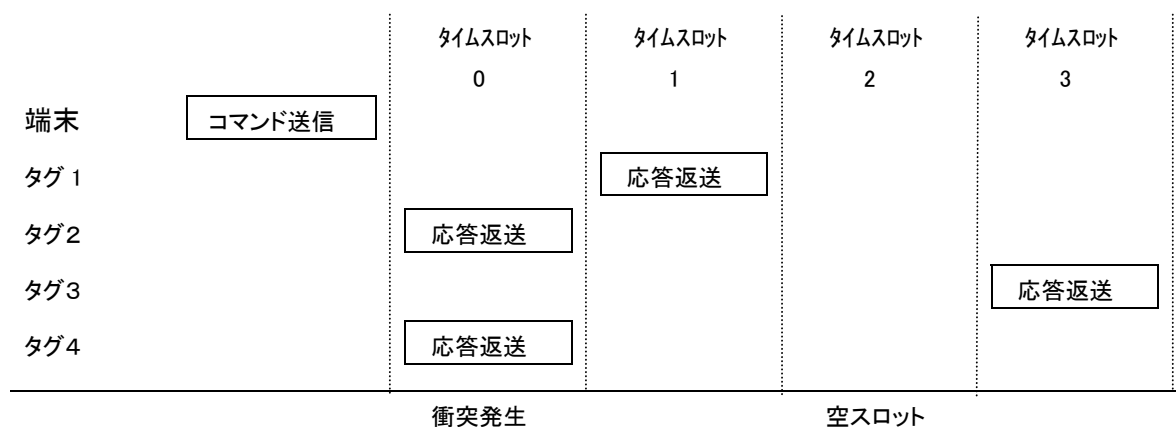 ﾀｲﾑｽﾛｯﾄ ﾀｲﾑｽﾛｯﾄ ﾀｲﾑｽﾛｯﾄ ﾀｲﾑｽﾛｯﾄ
0 1 2 3
端末 コマンド送信
タグ 1 応答返送
タグ２ 応答返送
タグ3 応答返送
タグ4 応答返送
衝突発生 空スロット